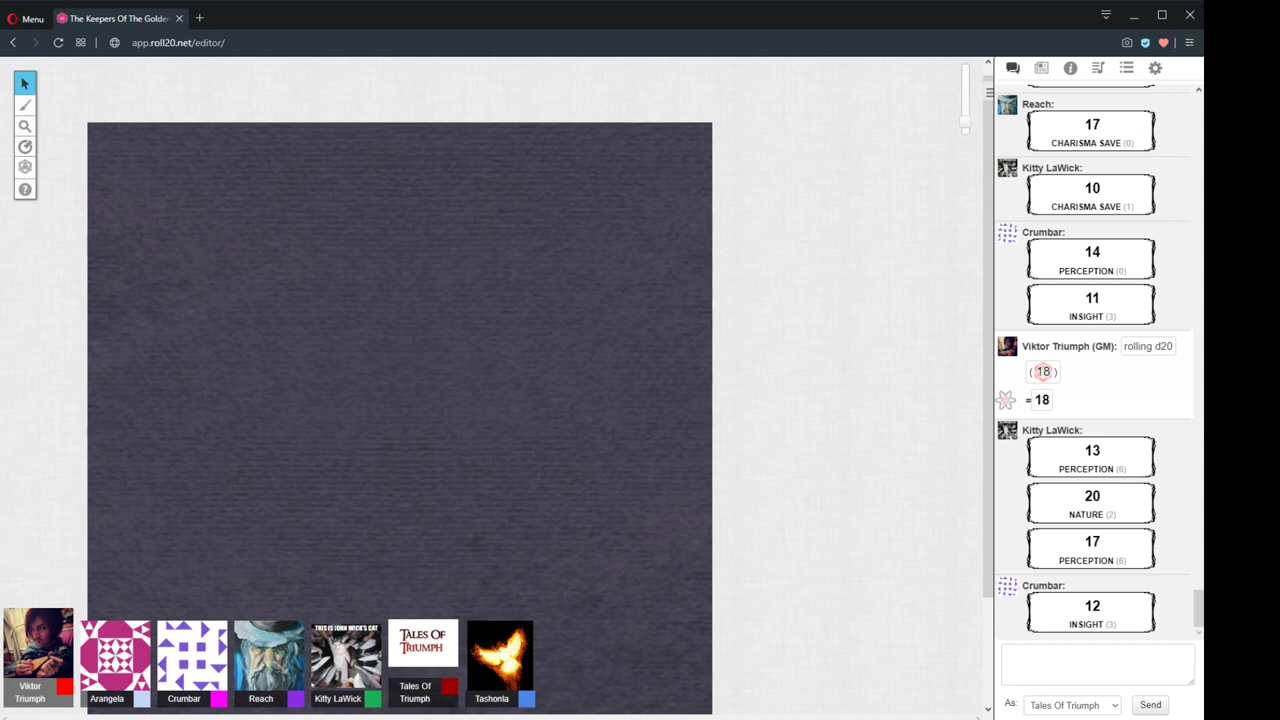 Menu
The Keepers Of The Golde
app.roll20.net/editor/
Reach:
17
CHARISMA SAVE (0)
Kitty LaWick:
10
CHARISMA SAVE (1)
Crumbar:
14
PERCEPTION (0)
11
INSIGHT (3)
Viktor Triumph (GM): rolling d20
(18)
=18
Kitty LaWick:
13
PERCEPTION (6)
20
NATURE (2)
17
PERCEPTION (6)
Crumbar:
12
INSIGHT (3)
As: Tales Of Triumph Send
Viktor
Triumph
Arangela
Crumbar
Reach
THIS IS JOHN WICK'S CAT
Kitty LaWick
TALES OF
TRIUMPH
Tales Of
Triumph
Tashonla